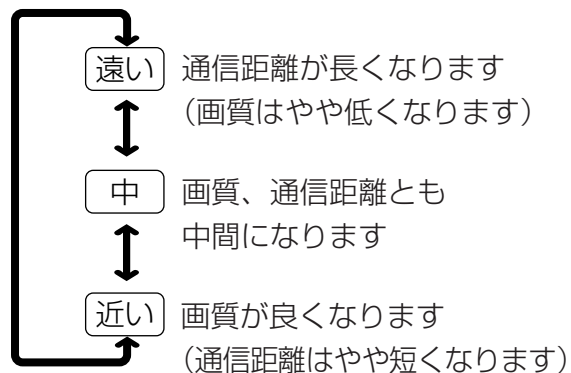 遠い 通信距離が長くなります
（画質はやや低くなります）
中 画質、通信距離とも
中間になります
近い 画質が良くなります
（通信距離はやや短くなります）